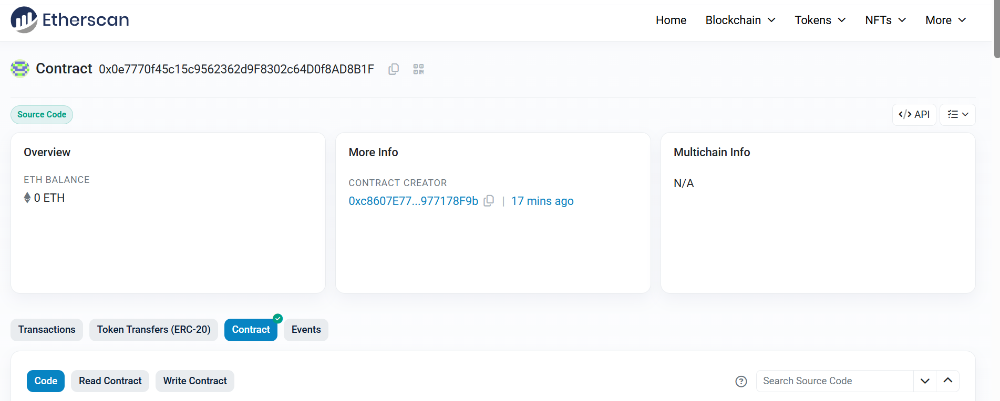 Etherscan
Home Blockchain Tokens NFTs More
Contract 0x0e7770f45c15c9562362d9F8302c64D0f8AD8B1F
Source Code
</> API
Overview
ETH BALANCE
0 ETH
More Info
CONTRACT CREATOR
0xc8607E77...977178F9b | 17 mins ago
Multichain Info
N/A
Transactions Token Transfers (ERC-20) Contract Events
Code Read Contract Write Contract
Search Source Code